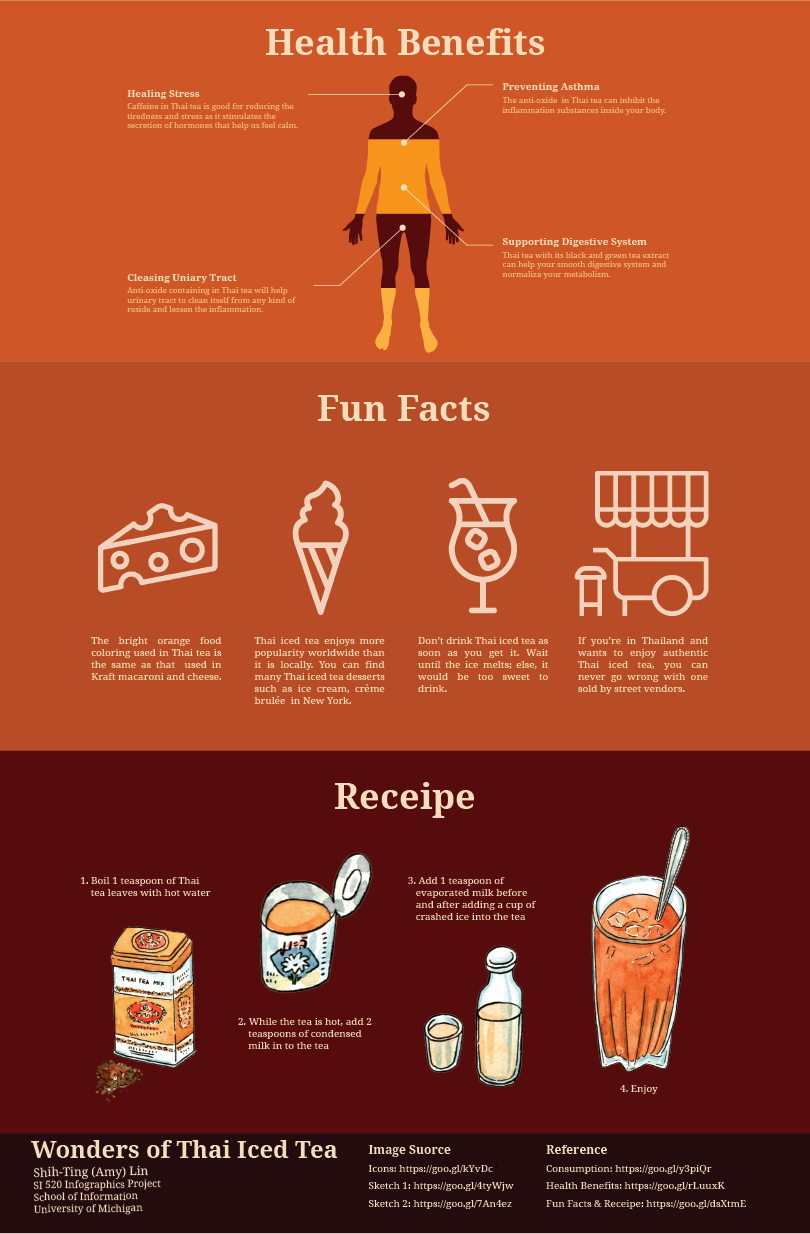 Health Benefits
Healing Stress
Caffeine in Thai tea is good for reducing the
tiredness and stress as it stimulates the
secretion of hormones that help us feel calm.
Preventing Asthma
The anti-oxide in Thai tea can inhibit the
inflammation substances inside your body.
Supporting Digestive System
Thai tea with its black and green tea extract
can help your smooth digestive system and
normalize your metabolism.
Cleasing Uniary Tract
Anti-oxide containing in Thai tea will help
urinary tract to clean itself from any kind of
reside and lessen the inflammation.
Fun Facts
The bright orange food
coloring used in Thai tea is
the same as that used in
Kraft macaroni and cheese.
Thai iced tea enjoys more
popularity worldwide than
it is locally. You can find
many Thai iced tea desserts
such as ice cream, crème
brulée in New York.
Don't drink Thai iced tea as
soon as you get it. Wait
until the ice melts; else, it
would be too sweet to
drink.
If you're in Thailand and
wants to enjoy authentic
Thai iced tea, you can
never go wrong with one
sold by street vendors.
Receipe
1. Boil 1 teaspoon of Thai
tea leaves with hot water
THAI TEA MIX
2. While the tea is hot, add 2
teaspoons of condensed
milk in to the tea
3. Add 1 teaspoon of
evaporated milk before
and after adding a cup of
crashed ice into the tea
4. Enjoy
Wonders of Thai Iced Tea
Shih-Ting (Amy) Lin
SI 520 Infographics Project
School of Information
University of Michigan
Image Suorce
Icons: https://goo.gl/kYvDc
Sketch 1: https://goo.gl/4tyWjw
Sketch 2: https://goo.gl/7An4ez
Reference
Consumption: https://goo.gl/y3piQr
Health Benefits: https://goo.gl/rLuuxK
Fun Facts & Receipe: https://goo.gl/dsXtmE